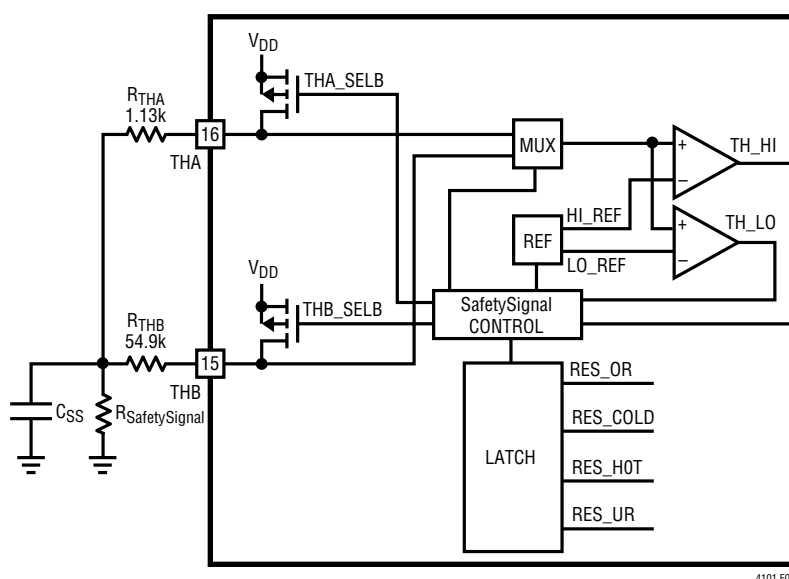 VDD
THA_SELB
RTHA
1.13k
16
THA
MUX
+
–
TH_HI
HI_REF
REF
LO_REF
+
–
TH_LO
VDD
THB_SELB
SafetySignal
CONTROL
RTHB
54.9k
15
THB
CSS
RSafetySignal
LATCH
RES_OR
RES_COLD
RES_H0T
RES_UR